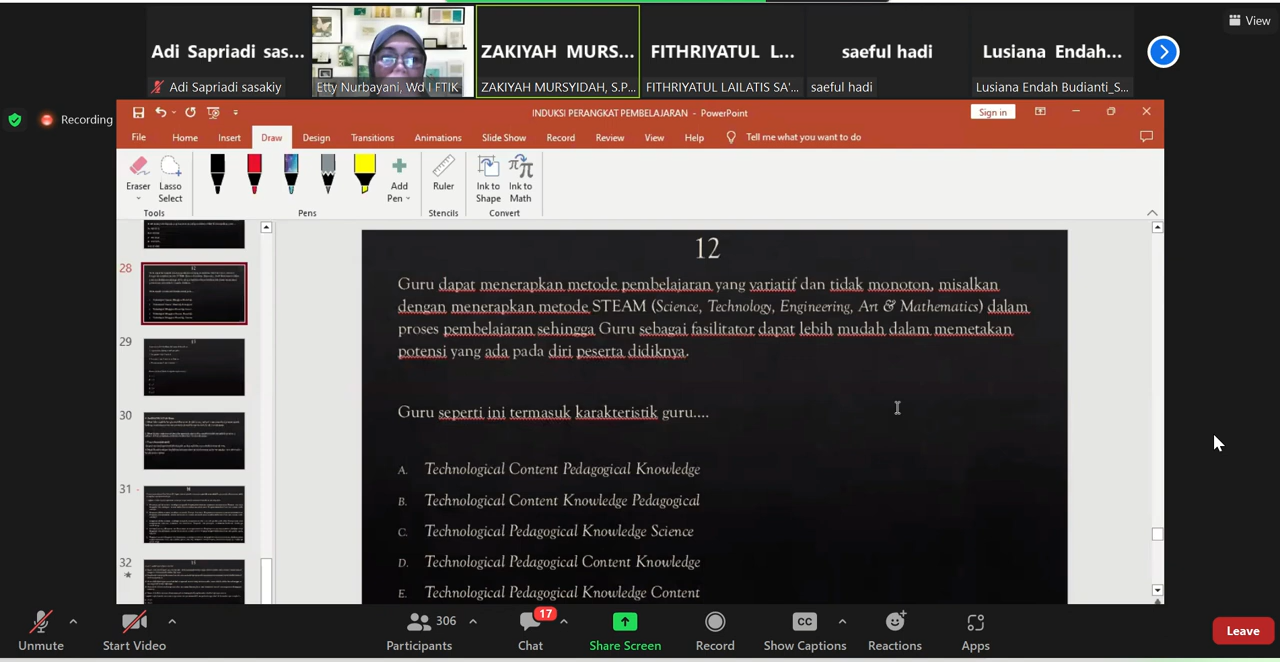 View
Adi Sapriadi sas...
ZAKIYAH MURS...
FITHRIYATUL L...
saeful hadi
Lusiana Endah...
Adi Sapriadi sasakiy
Etty Nurbayani, Wd I FTIK
ZAKIYAH MURSYIDAH, S.P...
FITHRIYATUL LAILATIS SA'...
saeful hadi
Lusiana Endah Budianti_S...
Recording
INDUKSI PERANGKAT PEMBELAJARAN - PowerPoint
Sign in
File Home Insert Draw Design Transitions Animations Slide Show Record Review View Help Tell me what you want to do
Eraser
Lasso
Select
Add
Pen
Ruler
Ink to
Shape
Ink to
Math
Tools
Pens
Stencils
Convert
28
29
30
31
32
12
Guru dapat menerapkan metode pembelajaran yang variatif dan tidak monoton, misalkan
dengan menerapkan metode STEAM (Science, Technology, Engineering, Art & Mathematics) dalam
proses pembelajaran sehingga Guru sebagai fasilitator dapat lebih mudah dalam memetakan
potensi yang ada pada diri peserta didiknya.
Guru seperti ini termasuk karakteristik guru....
A. Technological Content Pedagogical Knowledge
B. Technological Content Knowledge Pedagogical
C. Technological Pedagogical Knowledge Science
D. Technological Pedagogical Content Knowledge
E. Technological Pedagogical Knowledge Content
Unmute
Start Video
306
Participants
17
Chat
Share Screen
Record
CC
Show Captions
Reactions
Apps
Leave